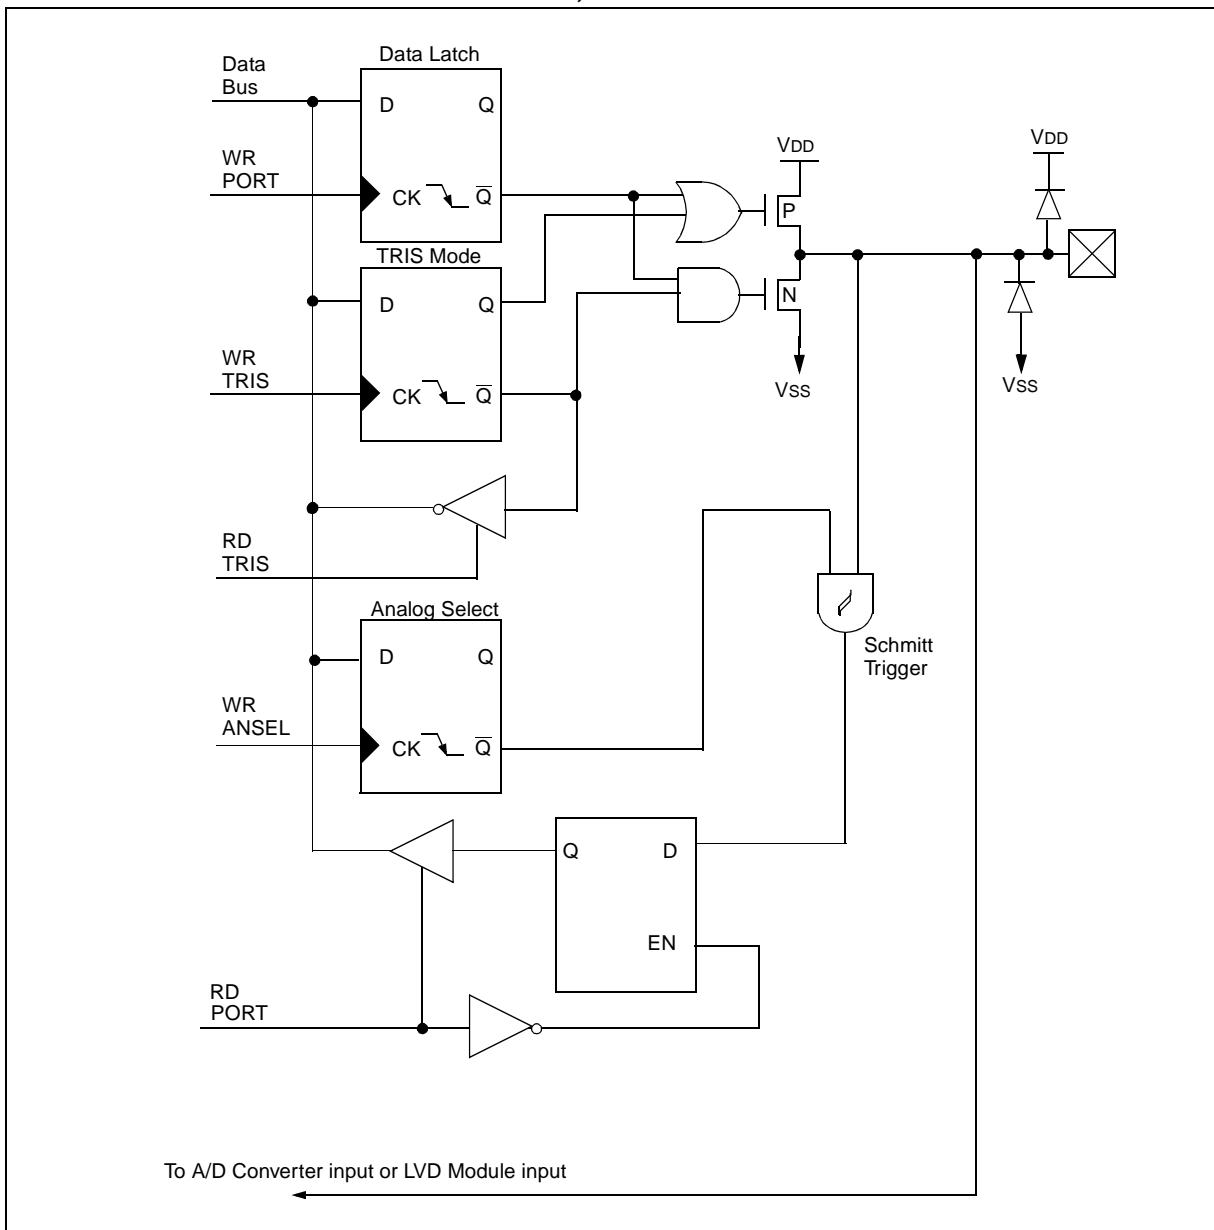 Data Latch
Data
Bus
D
Q
WR
PORT
CK
Q̅
VDD
VDD
P
TRIS Mode
D
Q
N
WR
TRIS
CK
Q̅
VSS
VSS
RD
TRIS
Analog Select
D
Q
Schmitt
Trigger
WR
ANSEL
CK
Q̅
Q
D
EN
RD
PORT
To A/D Converter input or LVD Module input